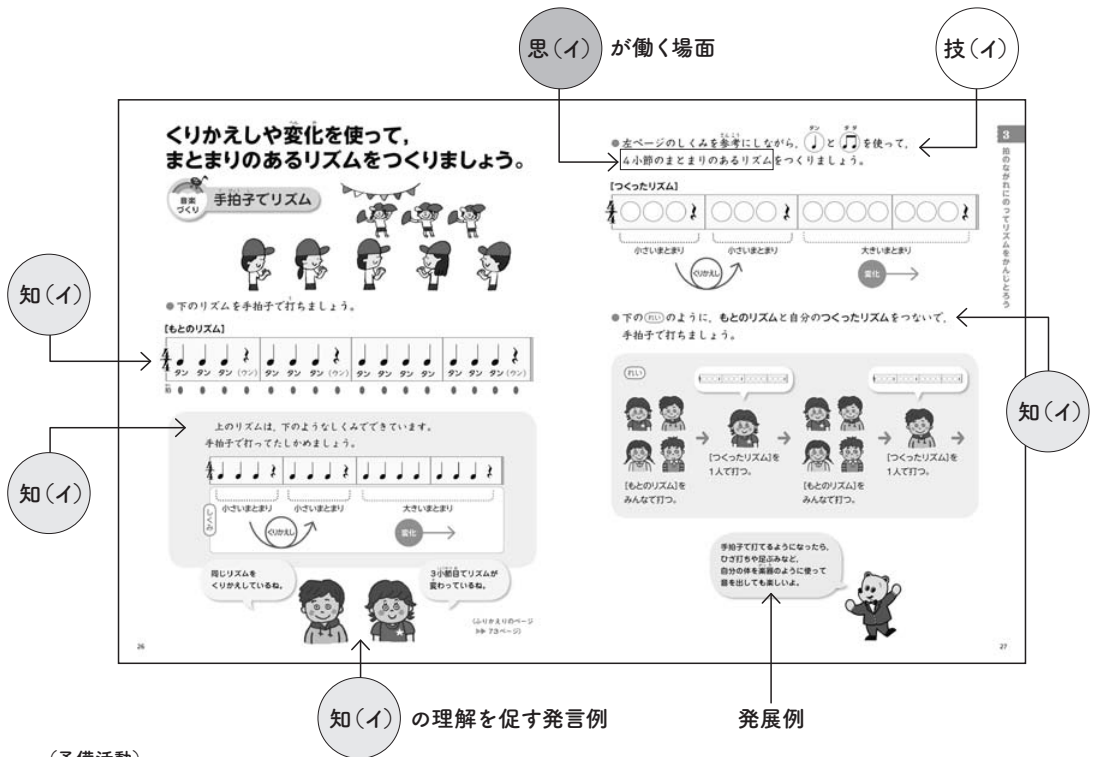 思(イ) が働く場面
技(イ)
くりかえしや変化を使って,
まとまりのあるリズムをつくりましょう。
音楽
づくり
手拍子でリズム
知(イ)
●下のリズムを手拍子で打ちましょう。
[もとのリズム]
タン タン タン (ウン) タン タン タン (ウン) タン タン タン タン タン タン タン (ウン)
拍
知(イ)
上のリズムは, 下のようなしくみでできています。
手拍子で打ってたしかめましょう。
しくみ
小さいまとまり 小さいまとまり 大きいまとまり
くりかえし
変化
同じリズムを
くりかえしているね。
3小節目でリズムが
変わっているね。
(ふりかえりのページ
▶▶ 73ページ)
26
知(イ) の理解を促す発言例
●左ページのしくみを参考にしながら, タン と タタ を使って,
4小節のまとまりのあるリズムをつくりましょう。
[つくったリズム]
小さいまとまり 小さいまとまり 大きいまとまり
くりかえし
変化
●下の れい のように, もとのリズムと自分のつくったリズムをつないで,
手拍子で打ちましょう。
知(イ)
れい
[もとのリズム]を
みんなで打つ。
[つくったリズム]を
1人で打つ。
[もとのリズム]を
みんなで打つ。
[つくったリズム]を
1人で打つ。
手拍子で打てるようになったら,
ひざ打ちや足ぶみなど,
自分の体を楽器のように使って
音を出しても楽しいよ。
3
拍のながれにのってリズムをかんじとろう
27
発展例